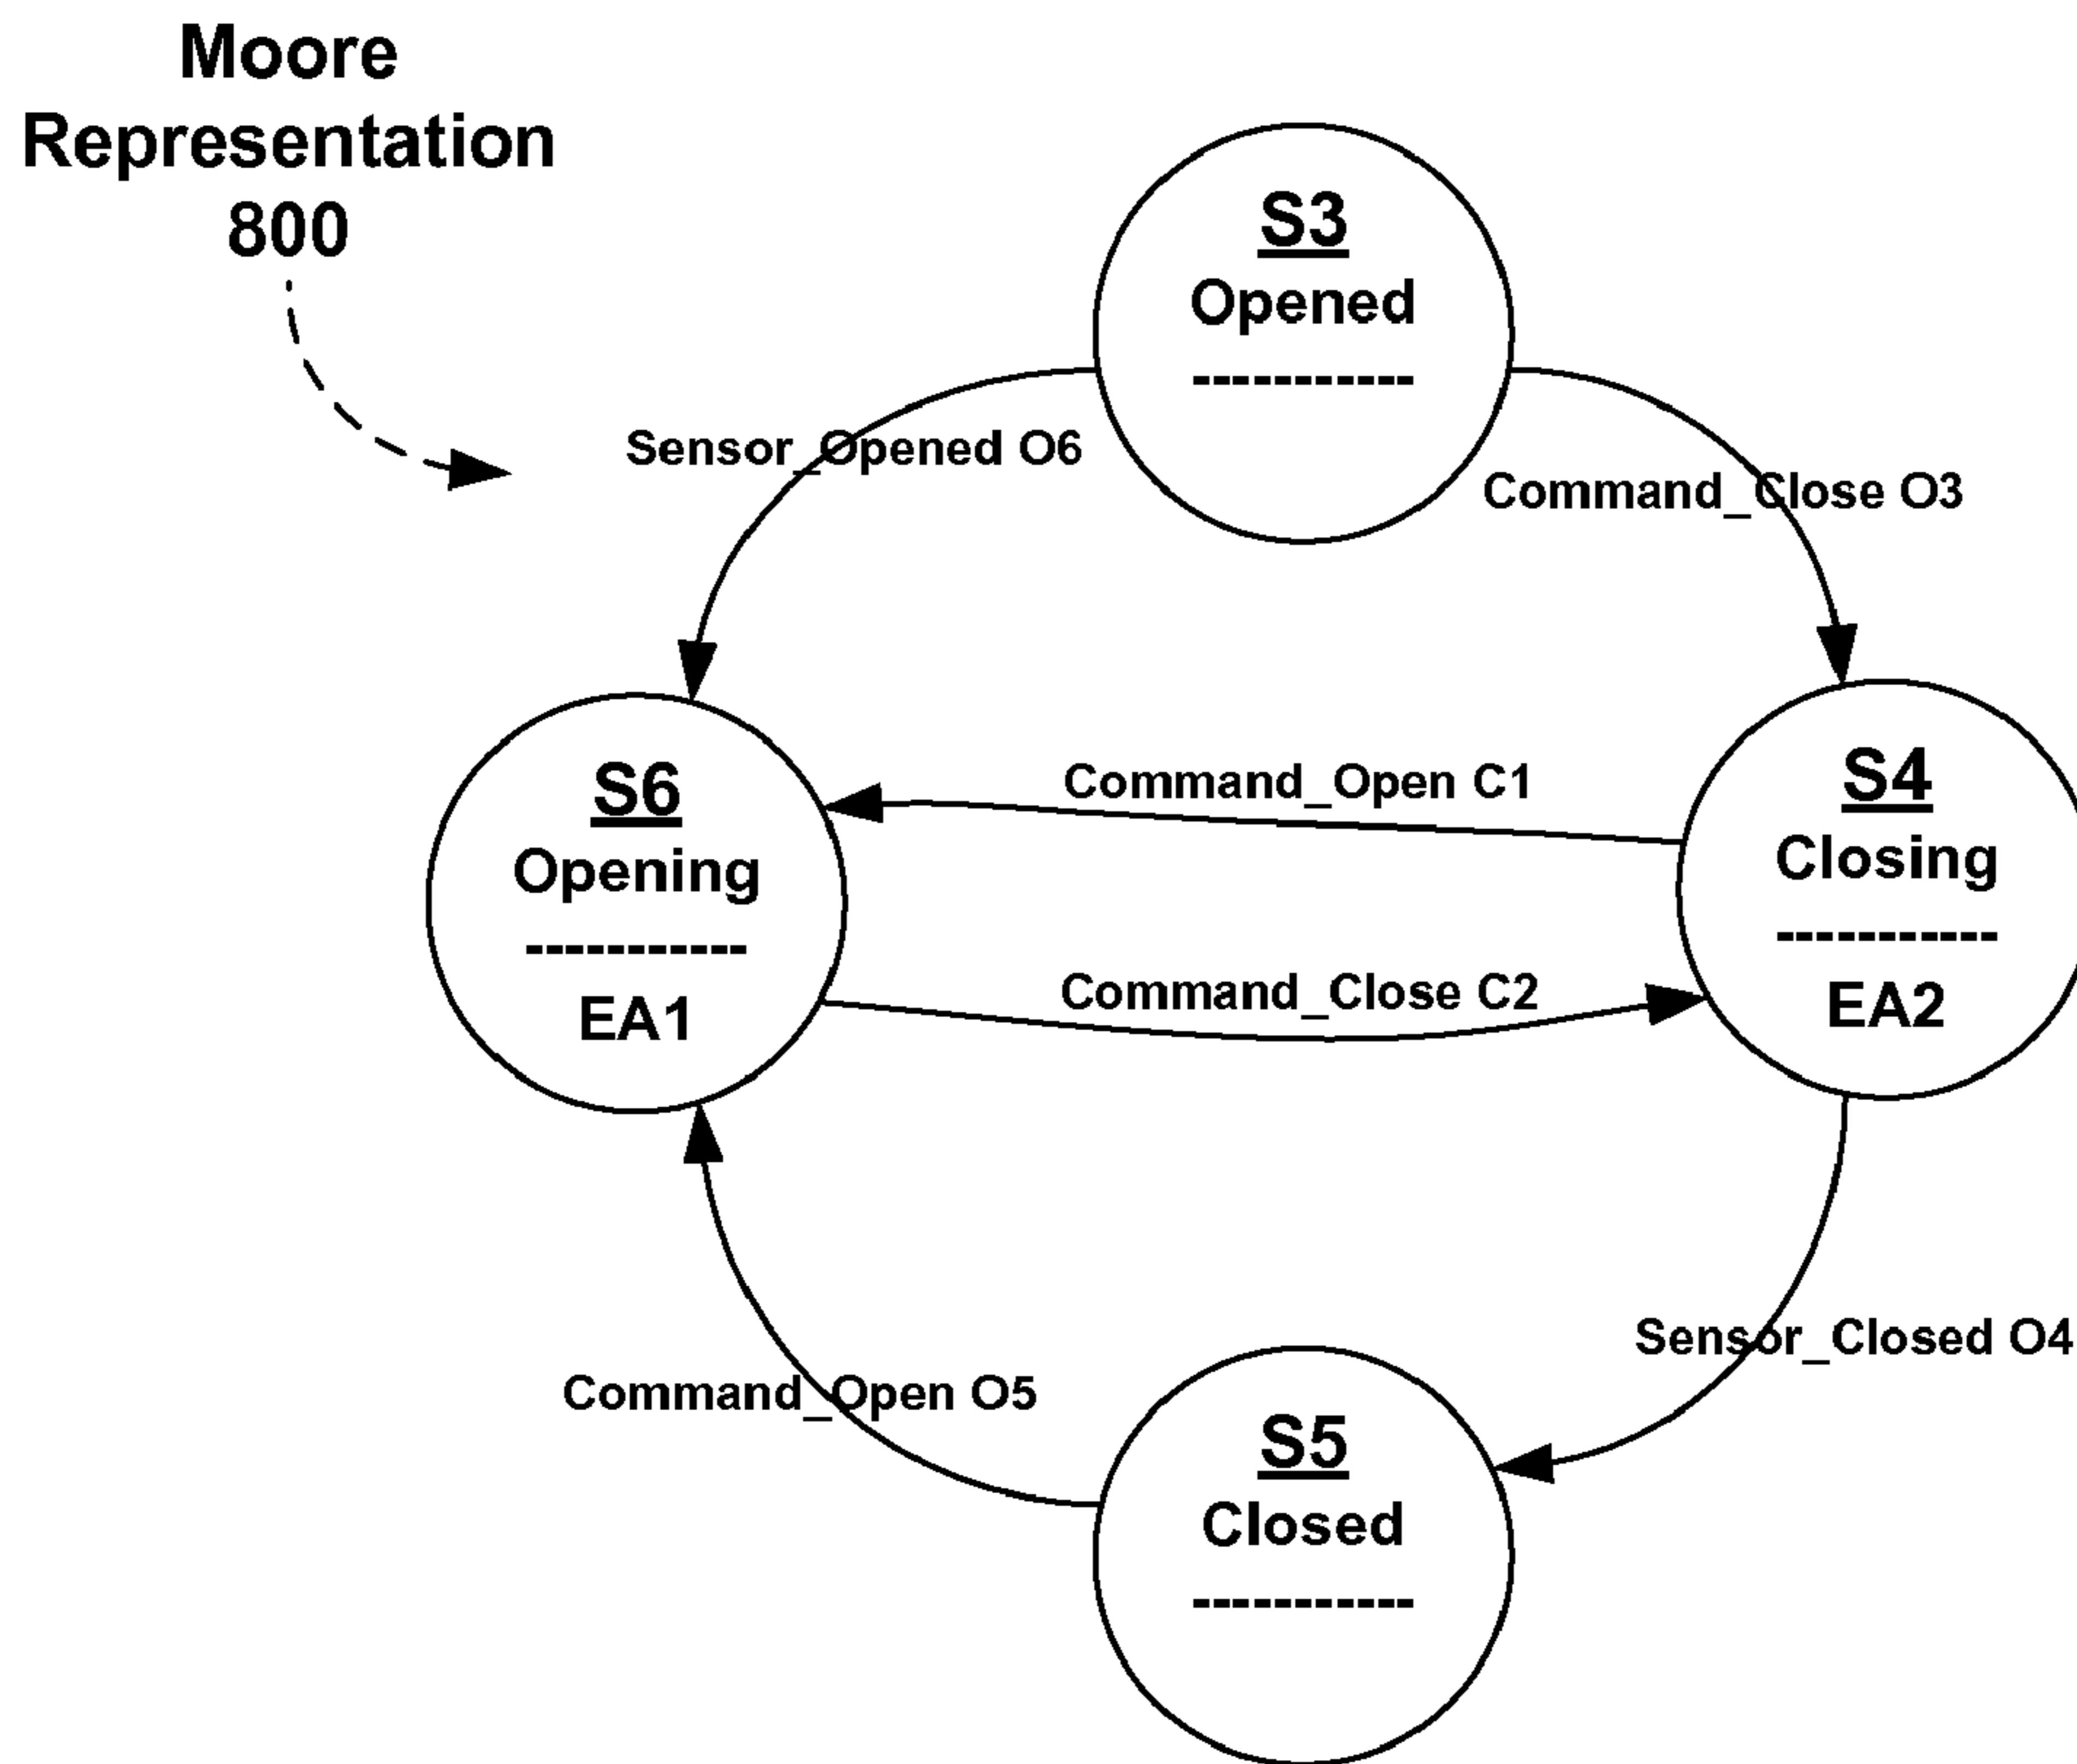 Moore
Representation
800
S3
Opened
-----------
Sensor_Opened O6
Command_Close O3
S6
Opening
-----------
EA1
Command_Open C1
Command_Close C2
S4
Closing
-----------
EA2
Sensor_Closed O4
Command_Open O5
S5
Closed
-----------